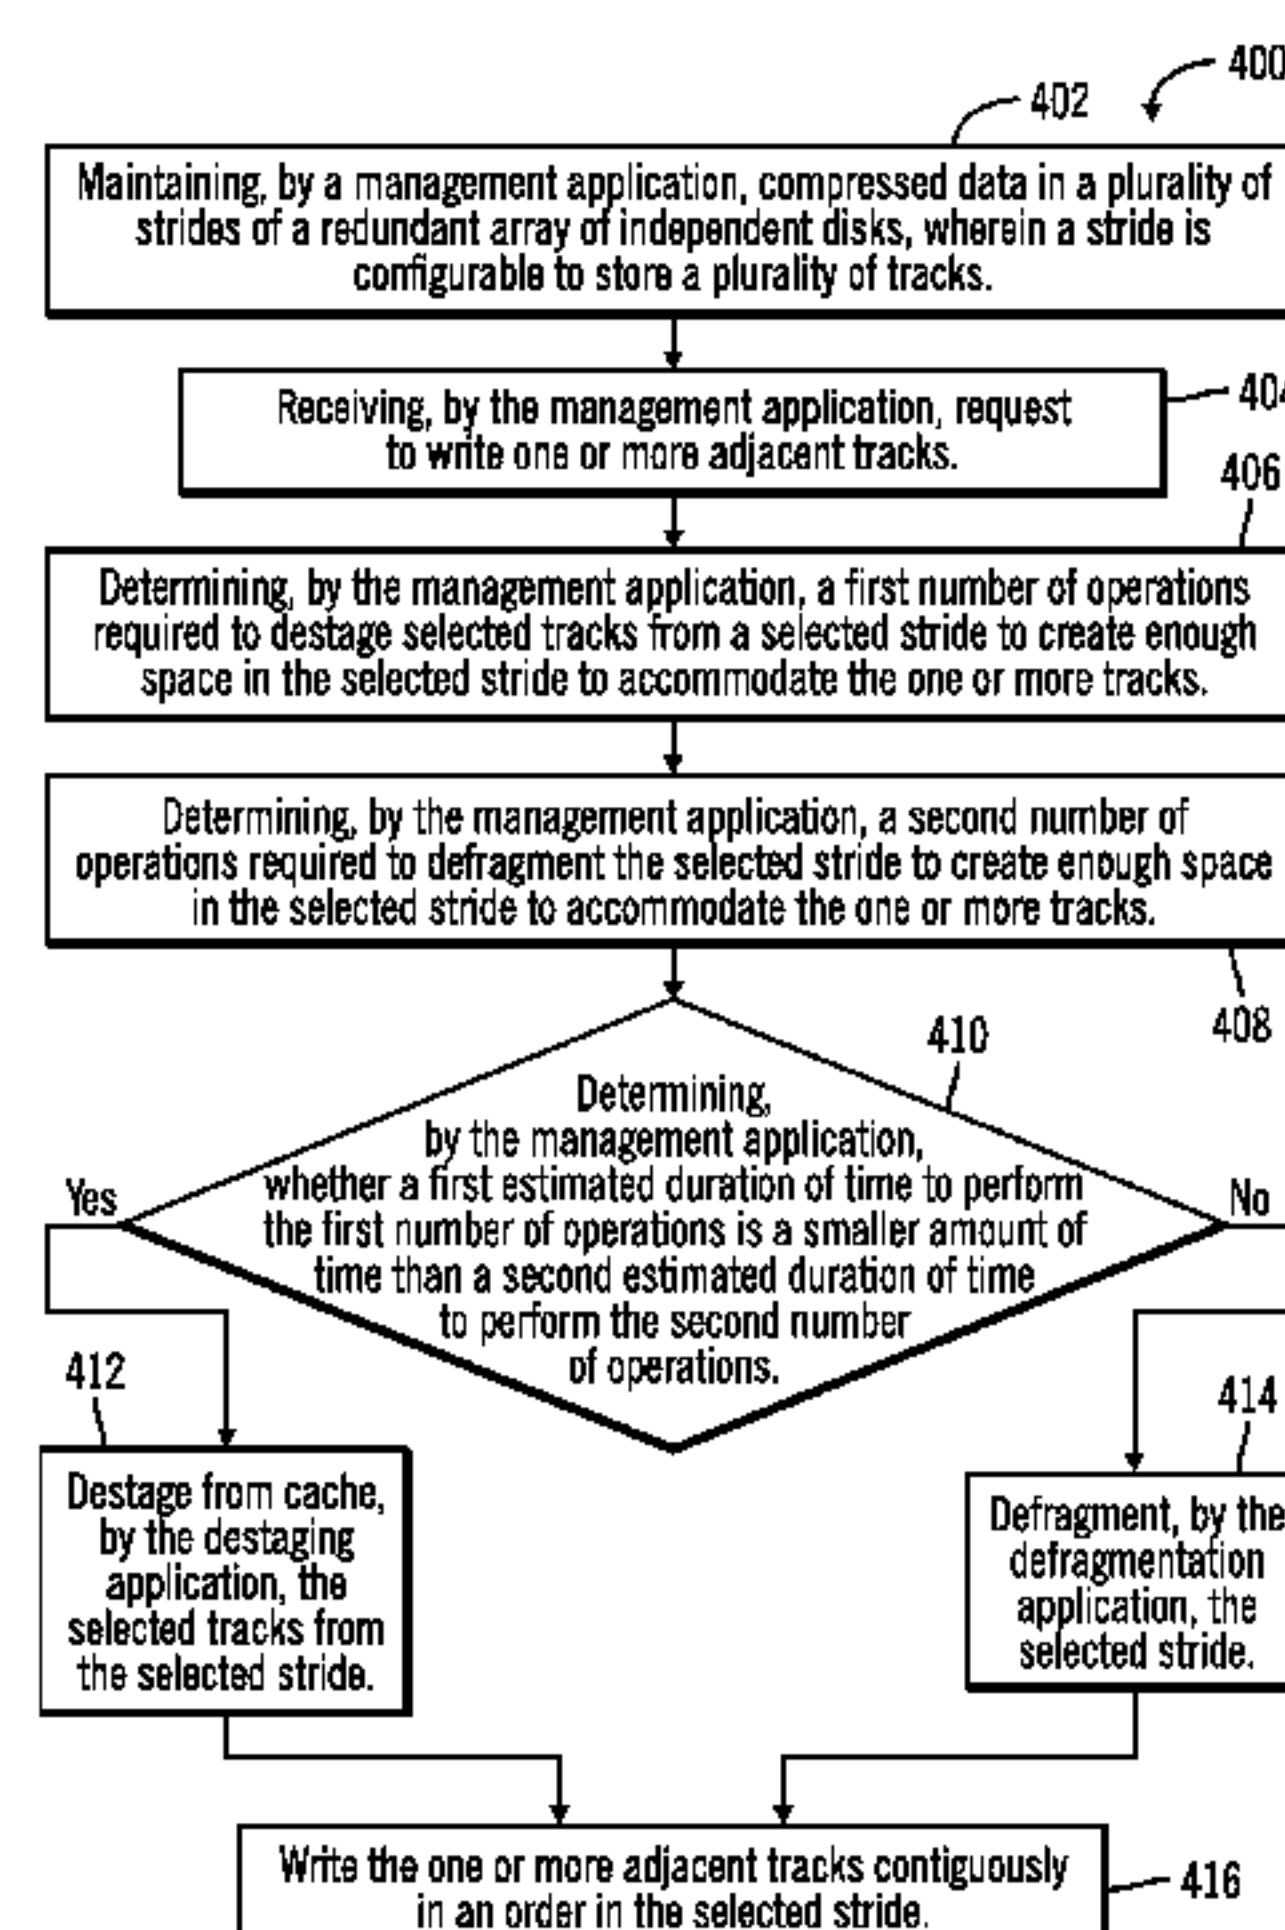 400
402
Maintaining, by a management application, compressed data in a plurality of
strides of a redundant array of independent disks, wherein a stride is
configurable to store a plurality of tracks.
404
Receiving, by the management application, request
to write one or more adjacent tracks.
406
Determining, by the management application, a first number of operations
required to destage selected tracks from a selected stride to create enough
space in the selected stride to accommodate the one or more tracks.
Determining, by the management application, a second number of
operations required to defragment the selected stride to create enough space
in the selected stride to accommodate the one or more tracks.
408
410
Determining,
by the management application,
whether a first estimated duration of time to perform
the first number of operations is a smaller amount of
time than a second estimated duration of time
to perform the second number
of operations.
Yes
No
412
Destage from cache,
by the destaging
application, the
selected tracks from
the selected stride.
414
Defragment, by the
defragmentation
application, the
selected stride.
Write the one or more adjacent tracks contiguously
in an order in the selected stride.
416